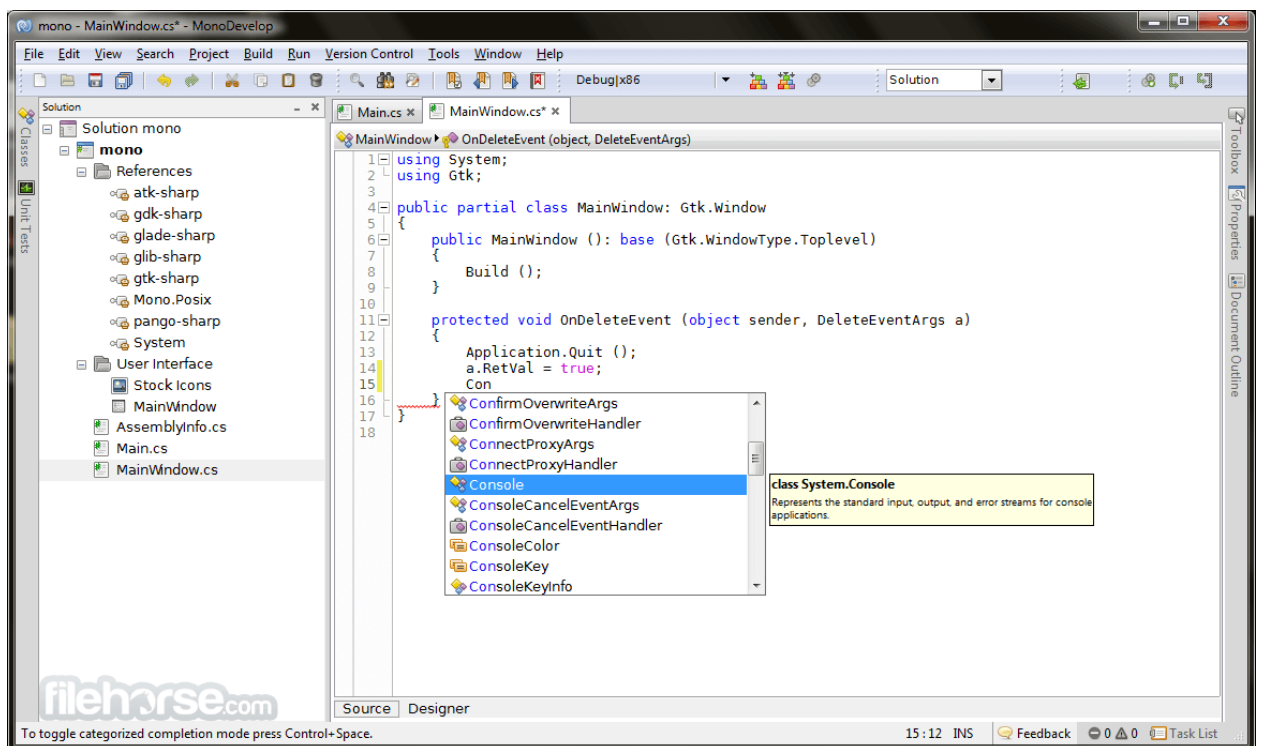 mono - MainWindow.cs* - MonoDevelop
File Edit View Search Project Build Run Version Control Tools Window Help
Debug|x86
Solution
Solution
Main.cs
MainWindow.cs*
Classes
Unit Tests
Solution mono
mono
References
atk-sharp
gdk-sharp
glade-sharp
glib-sharp
gtk-sharp
Mono.Posix
pango-sharp
System
User Interface
Stock Icons
MainWindow
AssemblyInfo.cs
Main.cs
MainWindow.cs
MainWindow OnDeleteEvent (object, DeleteEventArgs)
1 using System;
2 using Gtk;
3
4 public partial class MainWindow: Gtk.Window
5 {
6 public MainWindow (): base (Gtk.WindowType.Toplevel)
7 {
8 Build ();
9 }
10
11 protected void OnDeleteEvent (object sender, DeleteEventArgs a)
12 {
13 Application.Quit ();
14 a.RetVal = true;
15 Con
16 }
17 }
18
ConfirmOverwriteArgs
ConfirmOverwriteHandler
ConnectProxyArgs
ConnectProxyHandler
Console
ConsoleCancelEventArgs
ConsoleCancelEventHandler
ConsoleColor
ConsoleKey
ConsoleKeyInfo
class System.Console
Represents the standard input, output, and error streams for console
applications.
Toolbox
Properties
Document Outline
filehorse.com
Source Designer
To toggle categorized completion mode press Control+Space.
15 : 12 INS
Feedback
0 0
Task List